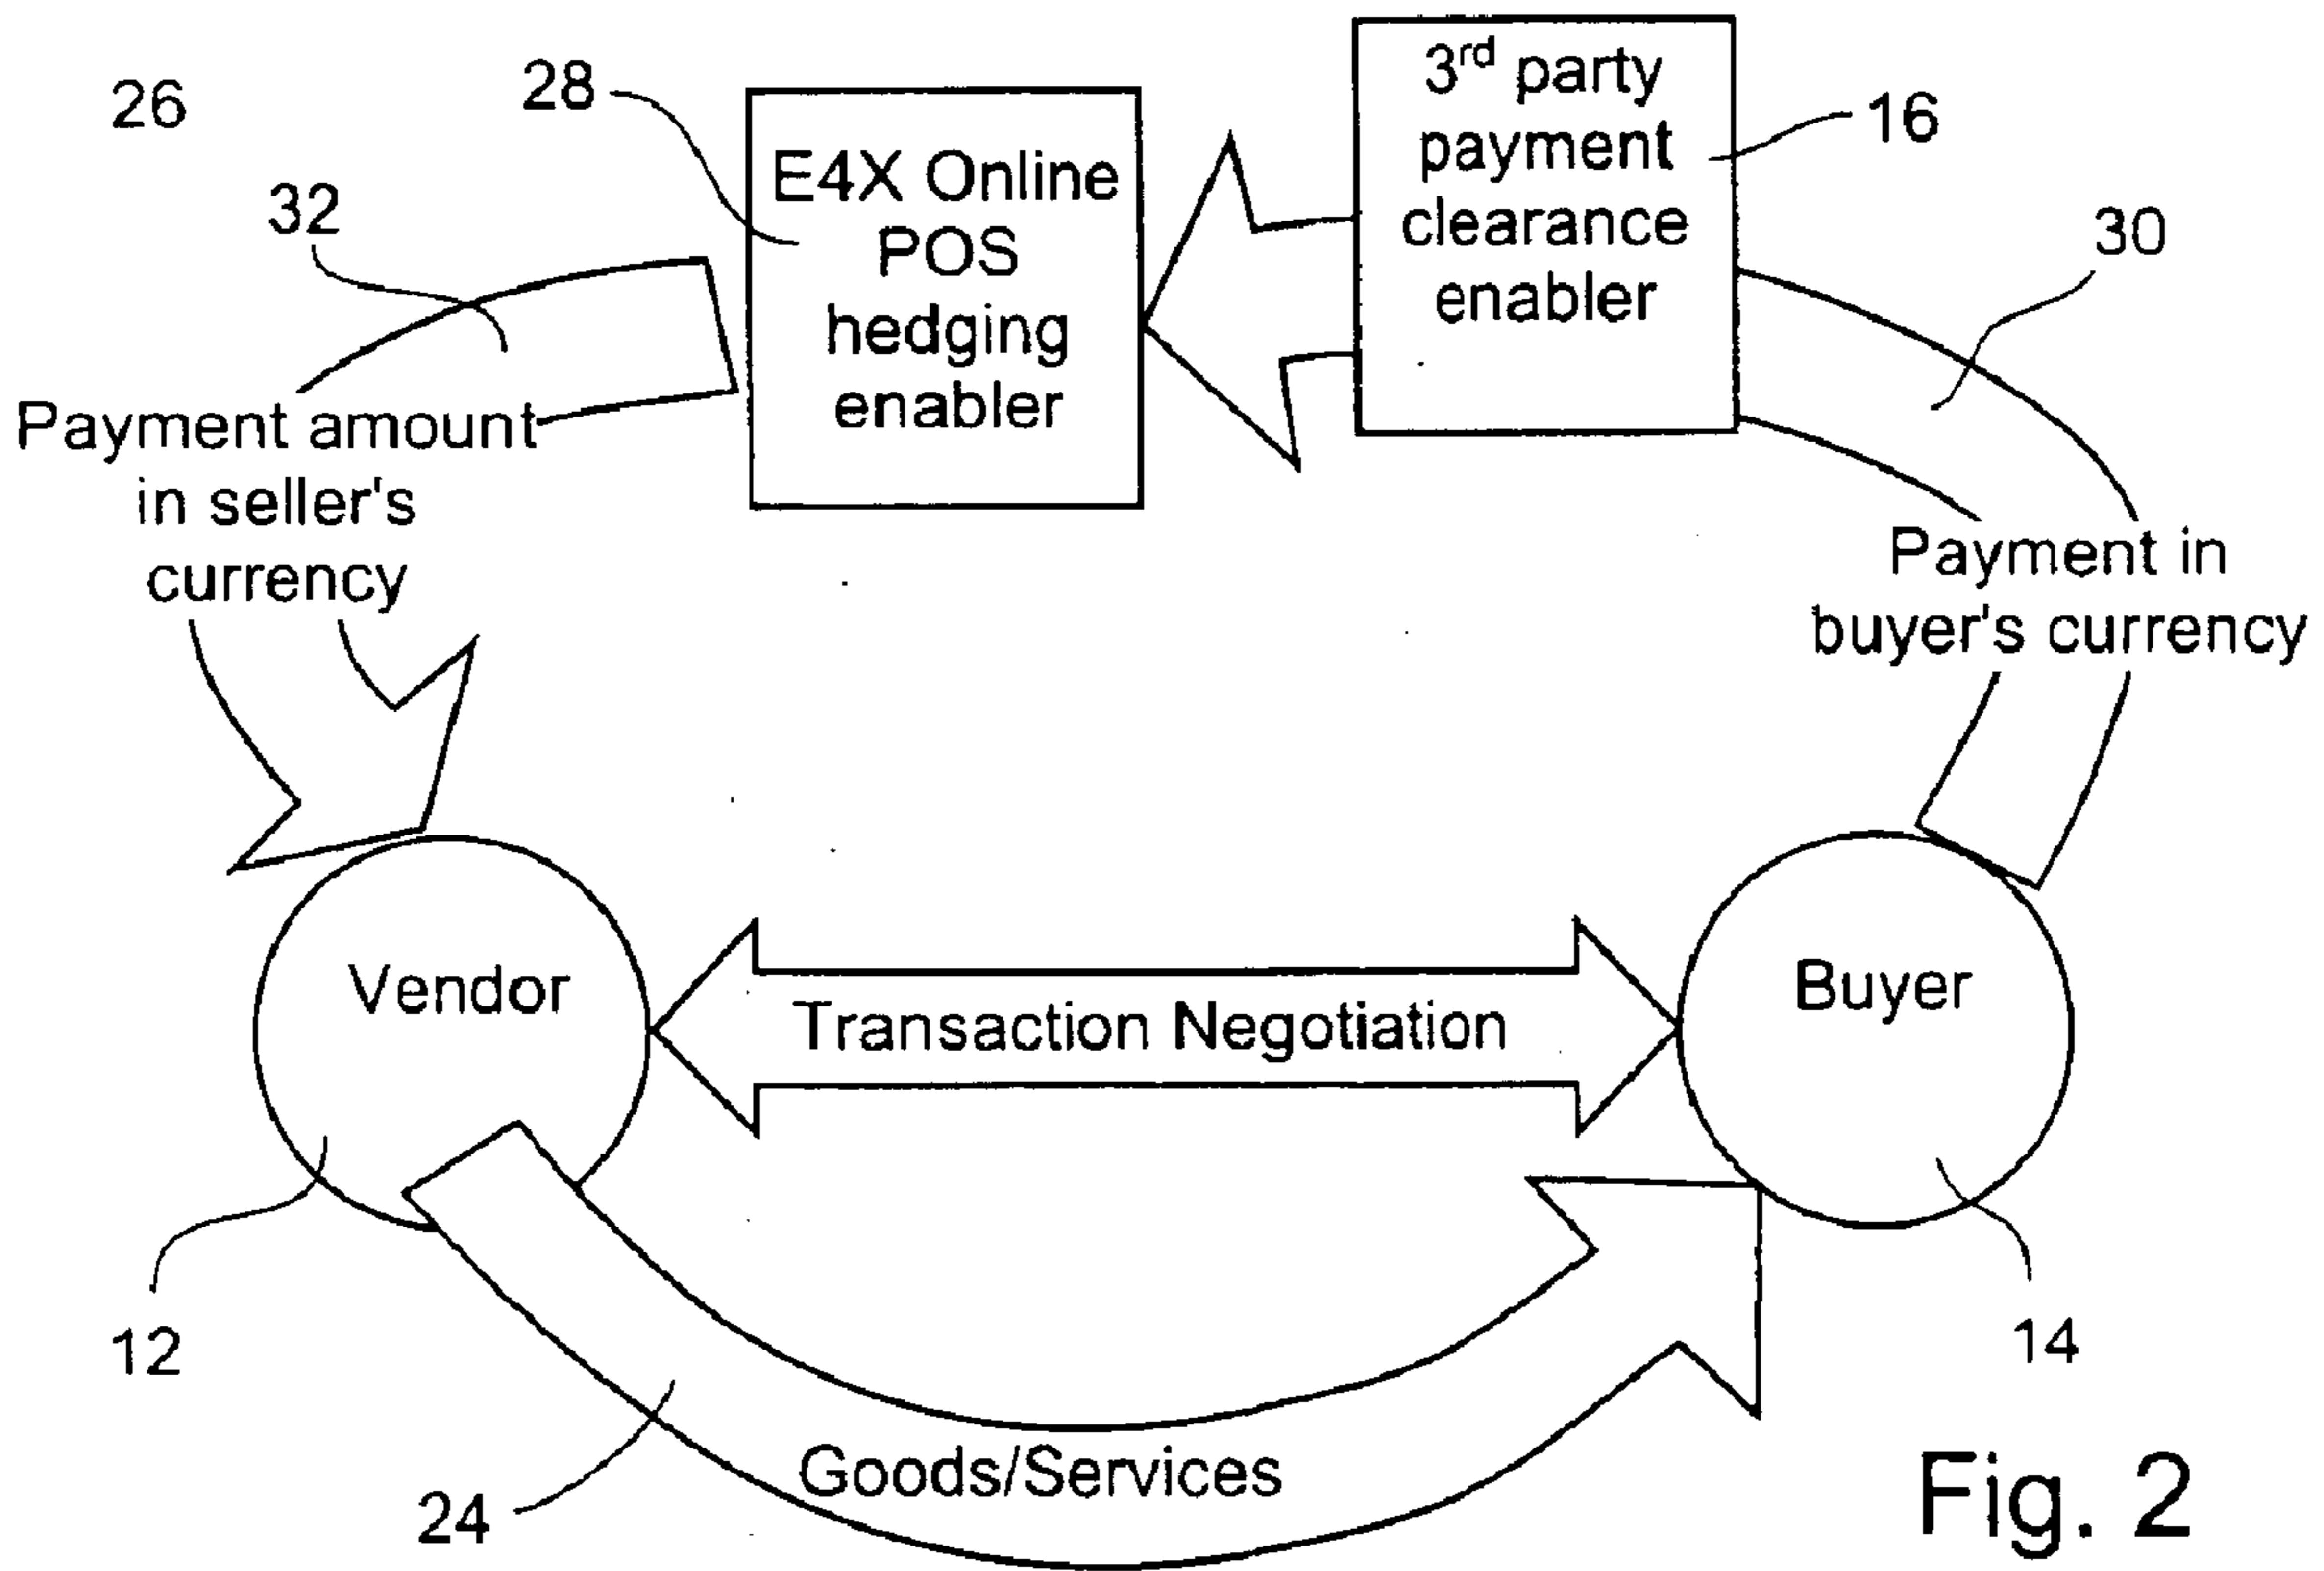 26
28
E4X Online
POS
hedging
enabler
3rd party
payment
clearance
enabler
16
32
30
Payment amount
in seller's
currency
Payment in
buyer's currency
Vendor
Transaction Negotiation
Buyer
12
14
24
Goods/Services
Fig. 2